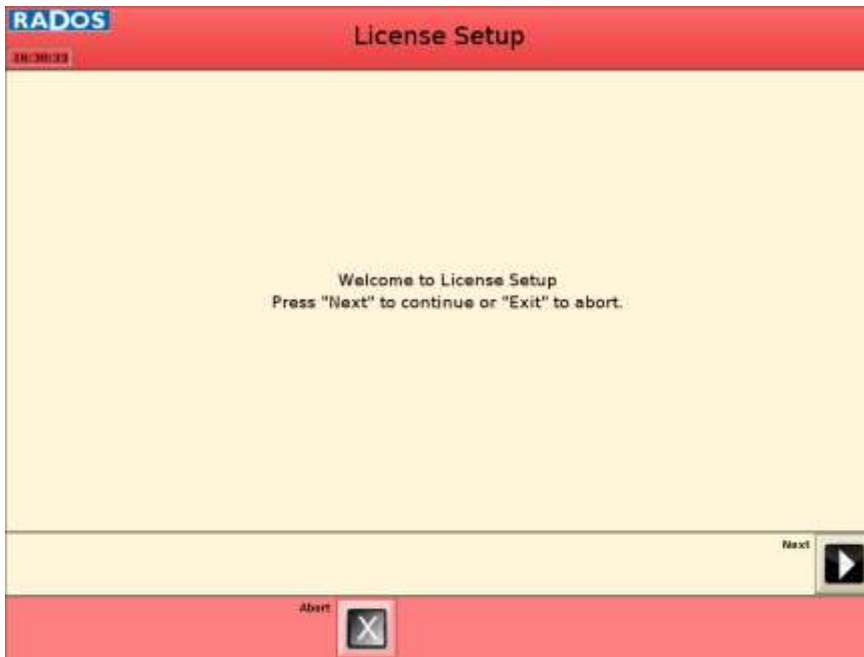 RADOS
License Setup
Welcome to License Setup
Press "Next" to continue or "Exit" to abort.
Next
Abort
X